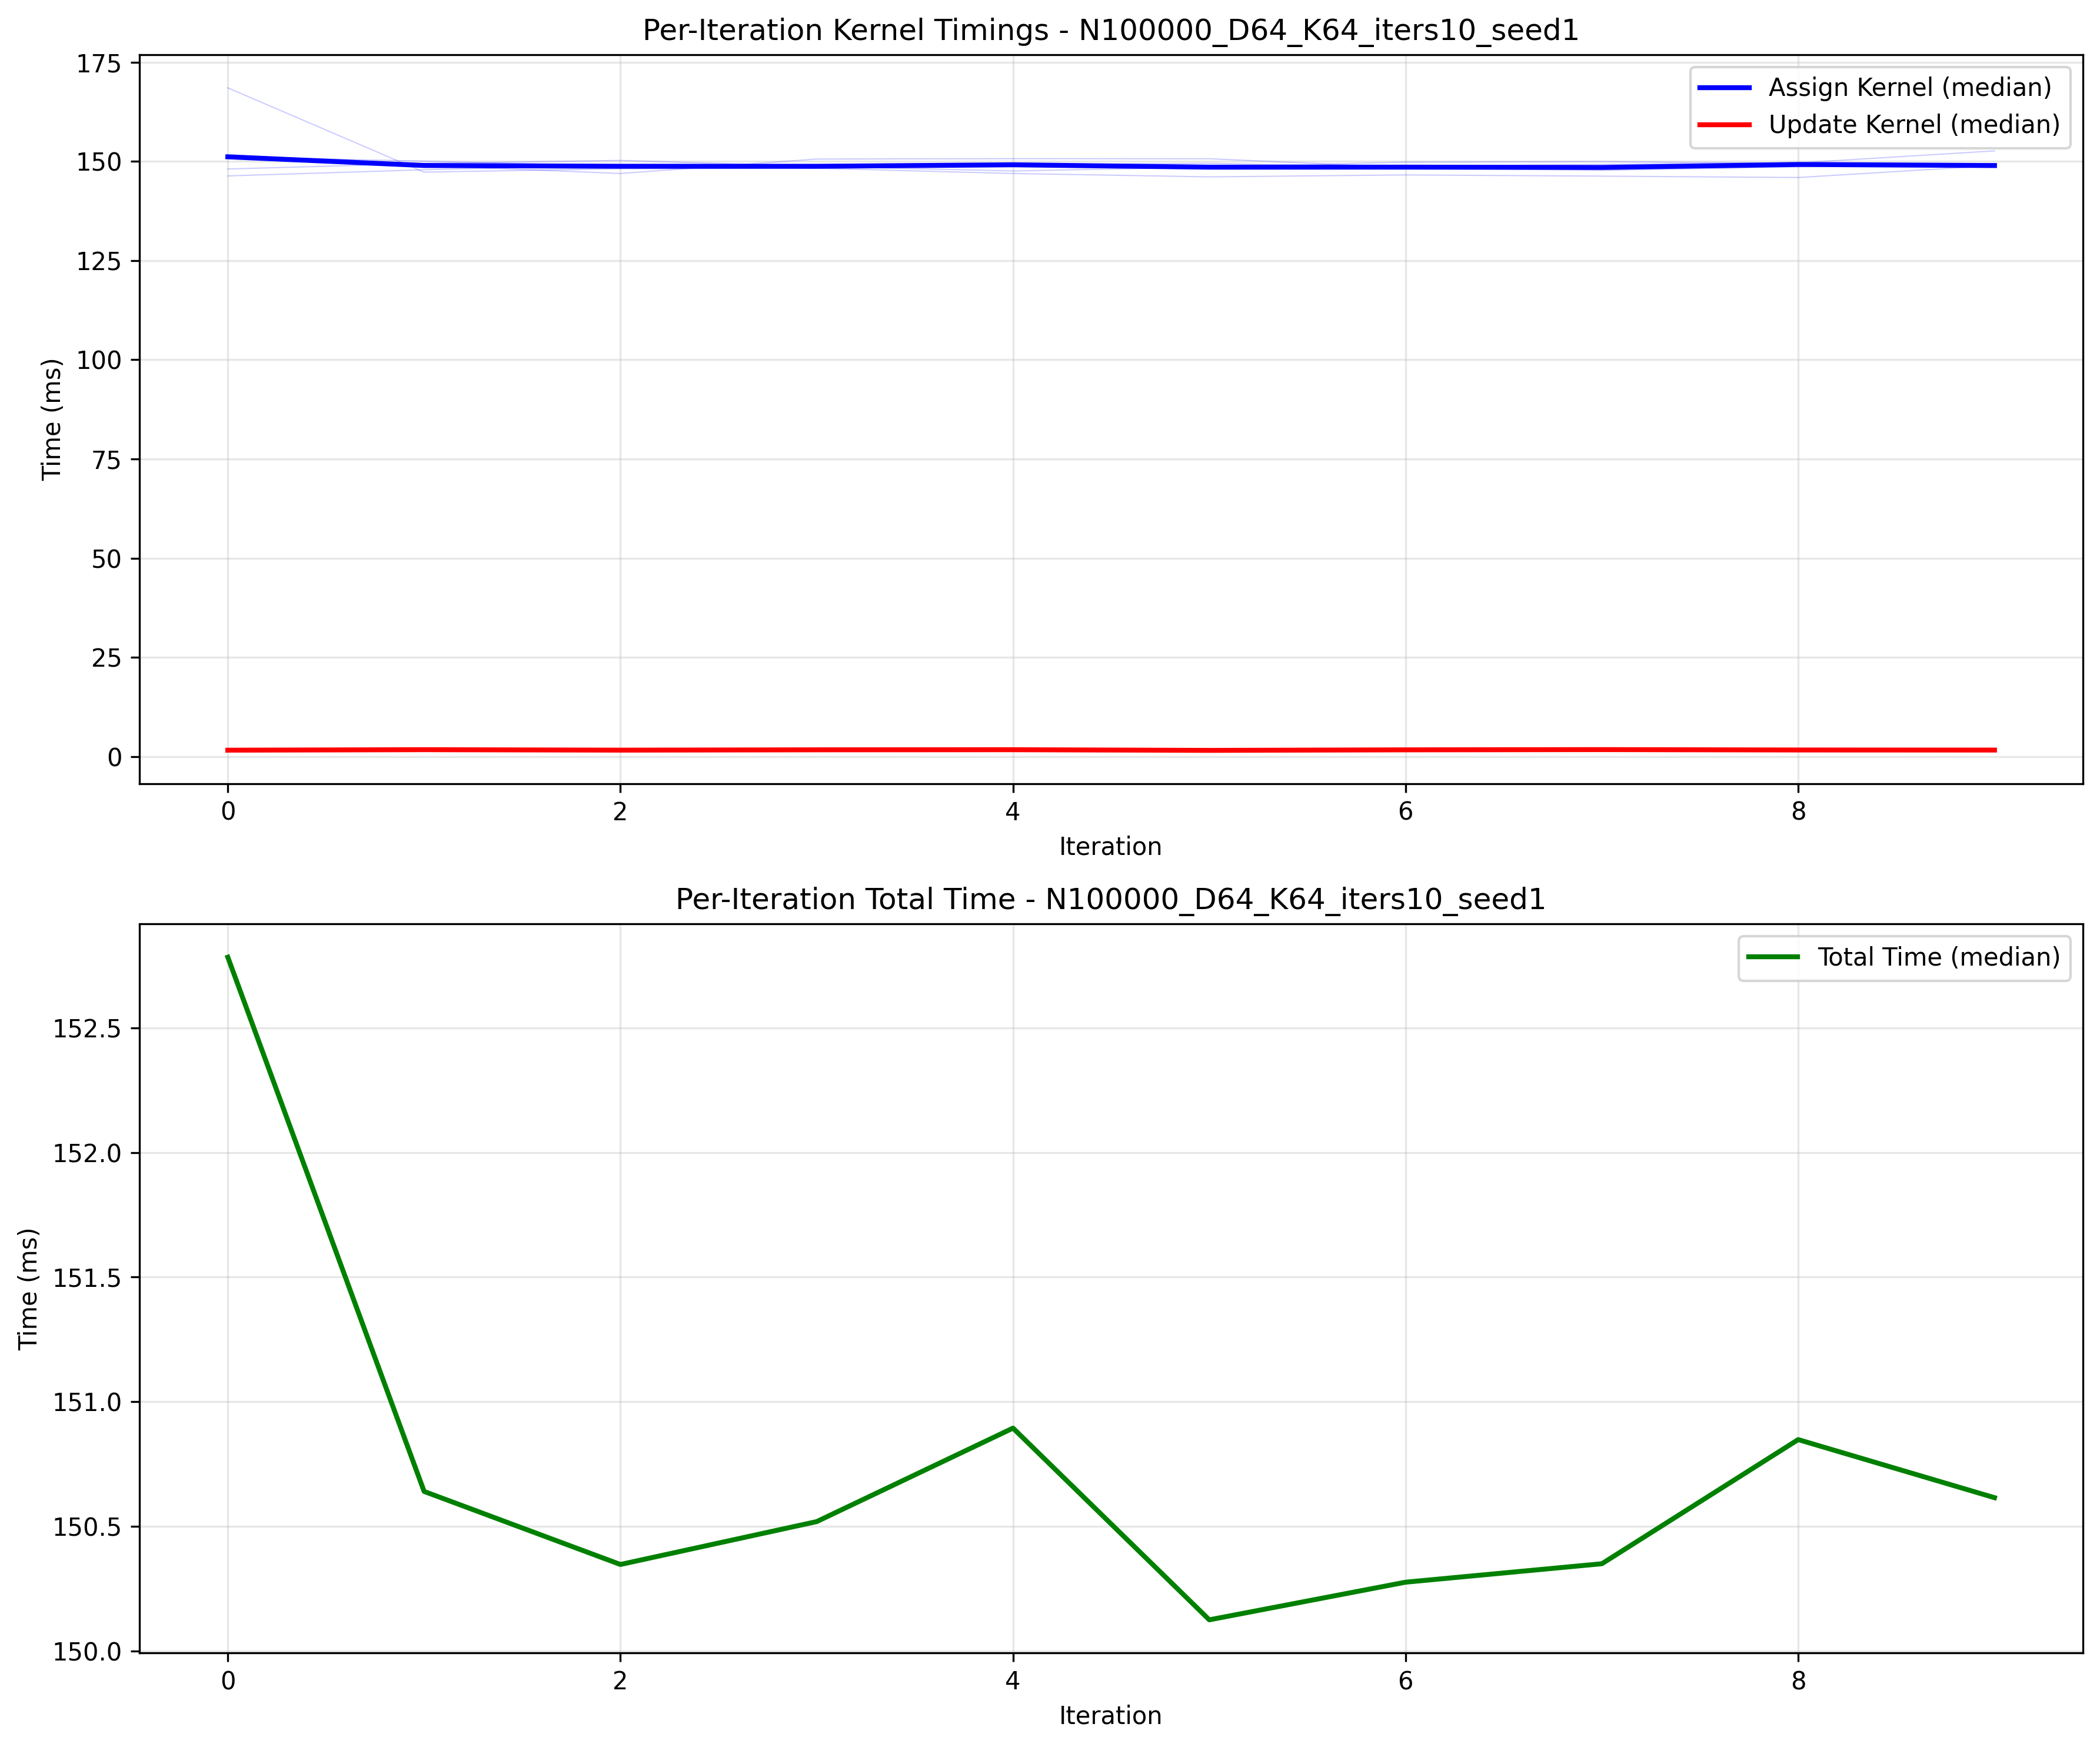 Per-Iteration Kernel Timings - N100000_D64_K64_iters10_seed1
Assign Kernel (median)
Update Kernel (median)
Time (ms)
175
150
125
100
75
50
25
0
0 2 4 6 8
Iteration
Per-Iteration Total Time - N100000_D64_K64_iters10_seed1
Total Time (median)
Time (ms)
152.5
152.0
151.5
151.0
150.5
150.0
0 2 4 6 8
Iteration